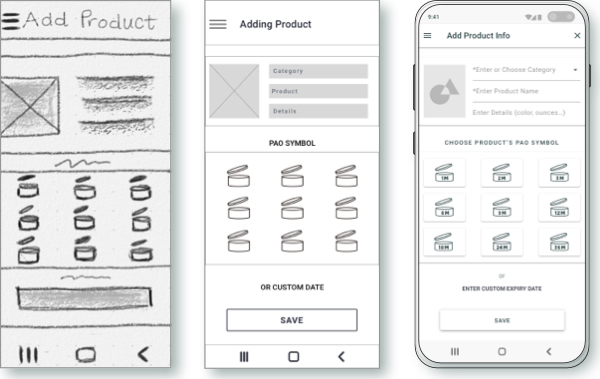 Add Product
Adding Product
Category
Product
Details
PAO SYMBOL
OR CUSTOM DATE
SAVE
9:41
Add Product Info
*Enter or Choose Category
*Enter Product Name
Enter Details (color, ounces...)
CHOOSE PRODUCT'S PAO SYMBOL
1M 2M 3M
6M 9M 12M
18M 24M 36M
OR
ENTER CUSTOM EXPIRY DATE
SAVE